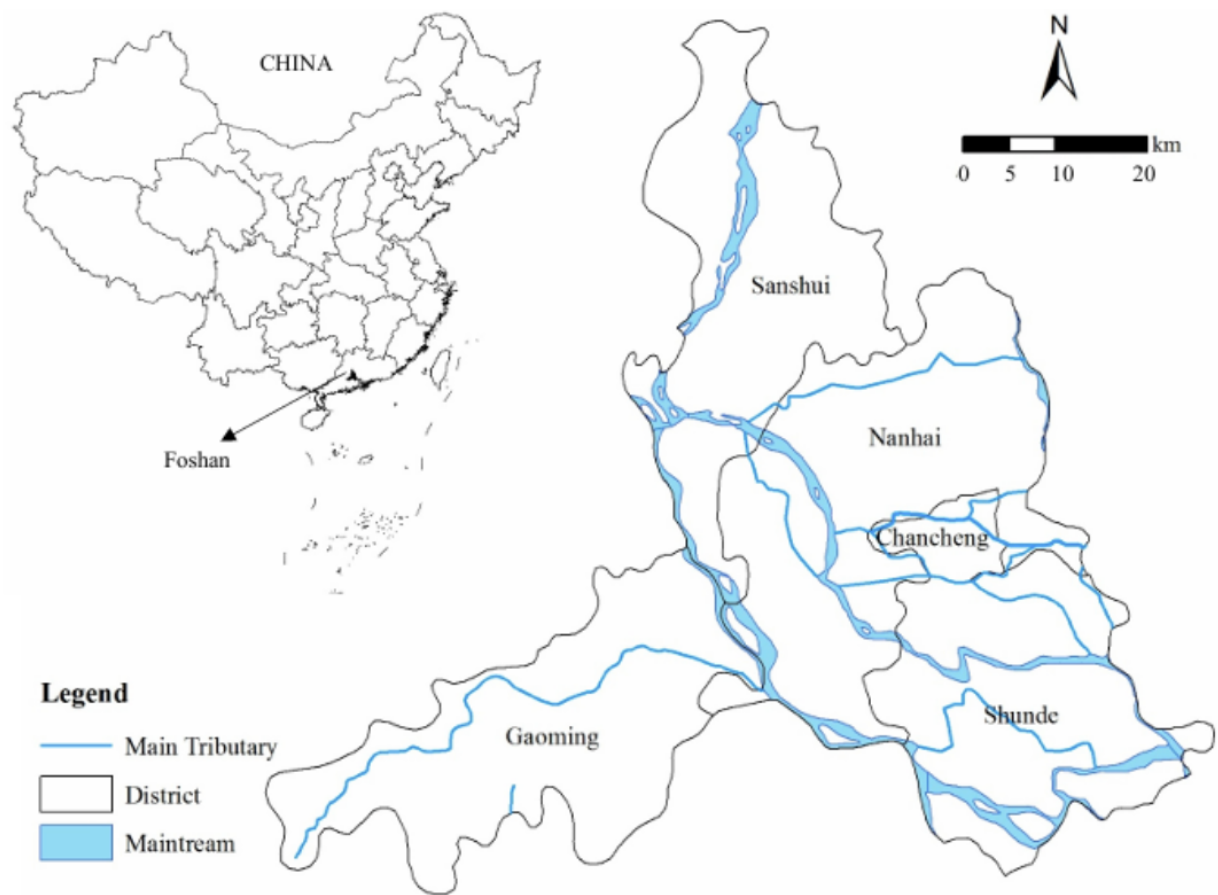 CHINA
Foshan
N
km
0 5 10 20
Sanshui
Nanhai
Chancheng
Shunde
Gaoming
Legend
Main Tributary
District
Maintream